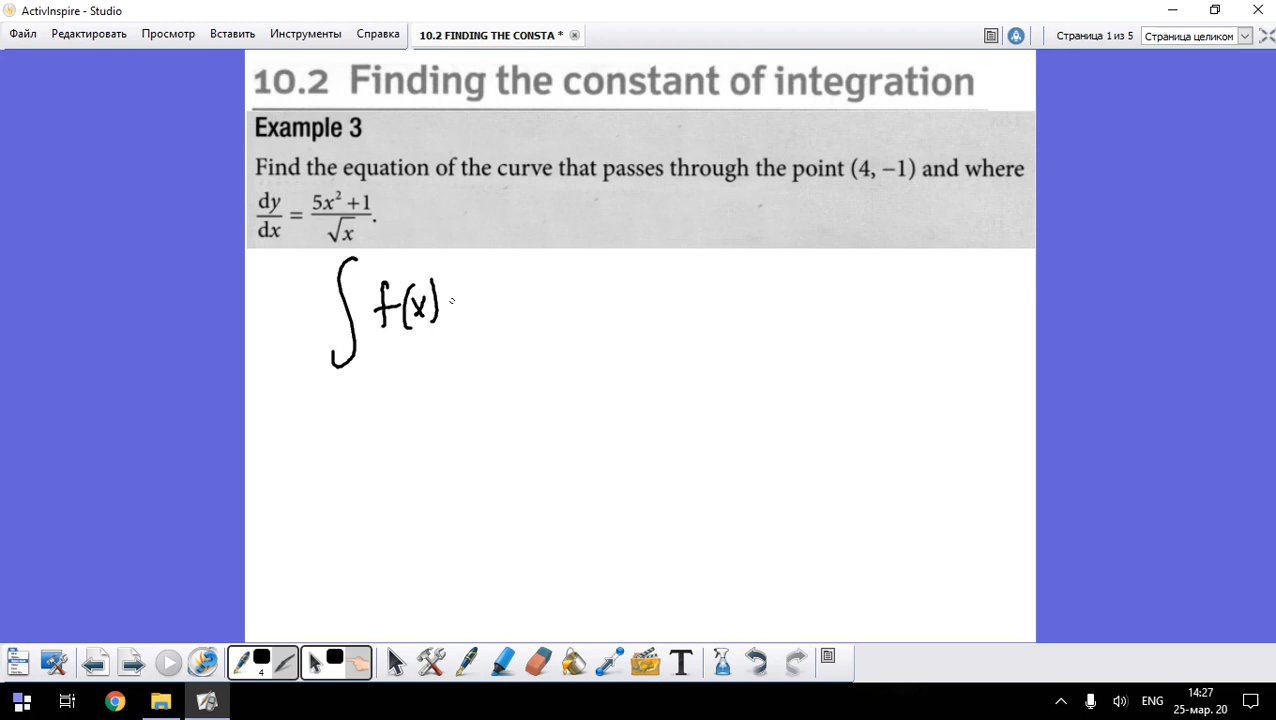 ActivInspire - Studio
Файл Редактировать Просмотр Вставить Инструменты Справка 10.2 FINDING THE CONSTA * Страница 1 из 5 Страница целиком
10.2 Finding the constant of integration
Example 3
Find the equation of the curve that passes through the point (4, −1) and where
dy/dx = (5x² + 1)/√x.
∫ f(x)
4
ENG 14:27
25-мар. 20